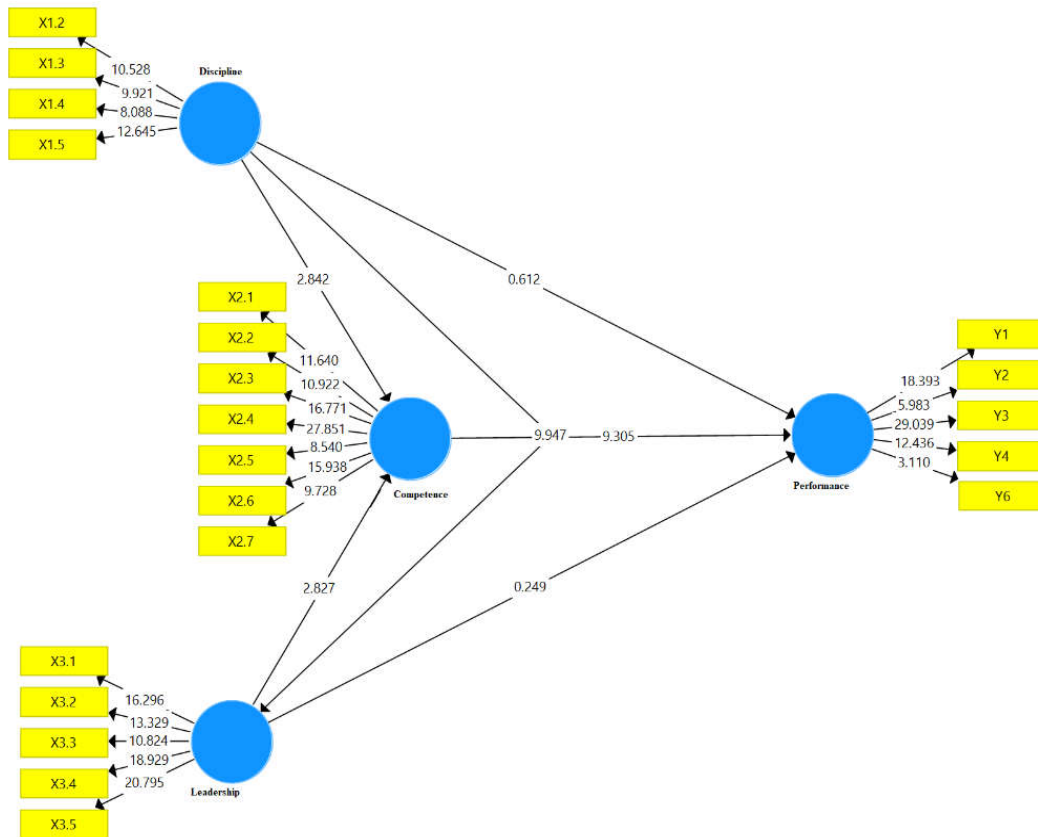 X1.2
X1.3
X1.4
X1.5
10.528
9.921
8.088
12.645
Discipline
2.842
0.612
X2.1
X2.2
X2.3
X2.4
X2.5
X2.6
X2.7
11.640
10.922
16.771
27.851
8.540
15.938
9.728
Competence
9.947
9.305
Y1
Y2
Y3
Y4
Y6
18.393
5.983
29.039
12.436
3.110
Performance
2.827
0.249
X3.1
X3.2
X3.3
X3.4
X3.5
16.296
13.329
10.824
18.929
20.795
Leadership